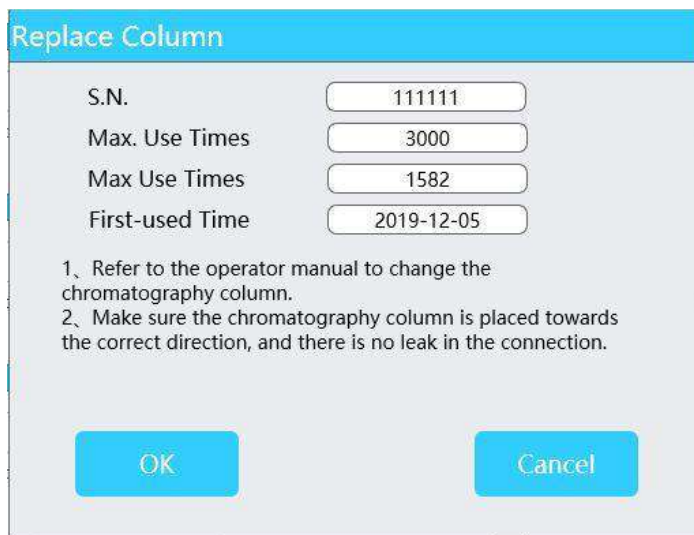 Replace Column
S.N. 111111
Max. Use Times 3000
Max Use Times 1582
First-used Time 2019-12-05
1、Refer to the operator manual to change the
chromatography column.
2、Make sure the chromatography column is placed towards
the correct direction, and there is no leak in the connection.
OK Cancel